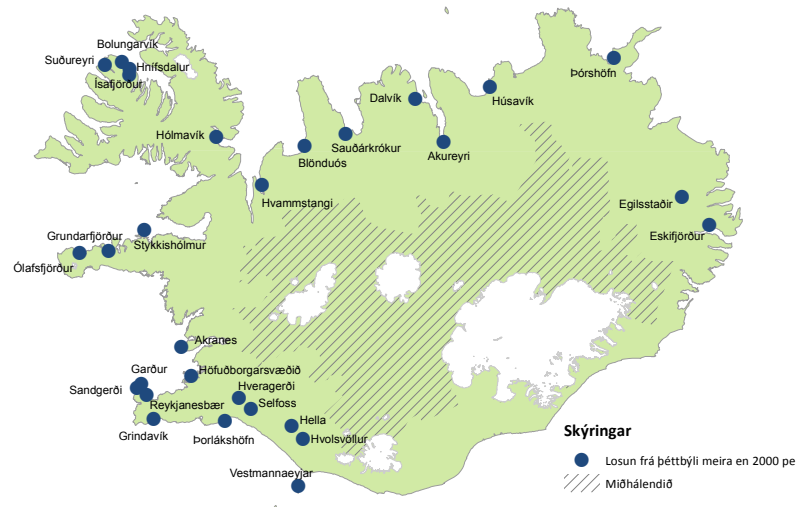 Bolungarvík
Suðureyri
Hnífsdalur
Ísafjörður
Þórshöfn
Dalvík
Húsavík
Hólmavík
Sauðárkrókur
Blönduós
Akureyri
Hvammstangi
Egilsstaðir
Grundarfjörður
Stykkishólmur
Eskifjörður
Ólafsfjörður
Akranes
Garður
Höfuðborgarsvæðið
Sandgerði
Hveragerði
Reykjanesbær
Selfoss
Grindavík
Þorlákshöfn
Hella
Hvolsvöllur
Vestmannaeyjar
Skýringar
Losun frá þéttbýli meira en 2000 pe
Miðhálendið